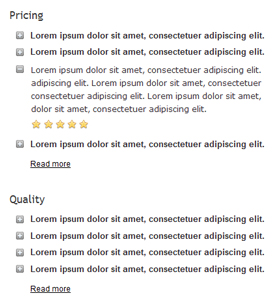 Pricing
Lorem ipsum dolor sit amet, consectetuer adipiscing elit.
Lorem ipsum dolor sit amet, consectetuer adipiscing elit.
Lorem ipsum dolor sit amet, consectetuer adipiscing elit.
adipiscing elit. Lorem ipsum dolor sit amet, consectetuer
consectetuer adipiscing elit. Lorem ipsum dolor sit amet,
dolor sit amet, consectetuer adipiscing elit.
Lorem ipsum dolor sit amet, consectetuer adipiscing elit.
Read more
Quality
Lorem ipsum dolor sit amet, consectetuer adipiscing elit.
Lorem ipsum dolor sit amet, consectetuer adipiscing elit.
Lorem ipsum dolor sit amet, consectetuer adipiscing elit.
Lorem ipsum dolor sit amet, consectetuer adipiscing elit.
Read more